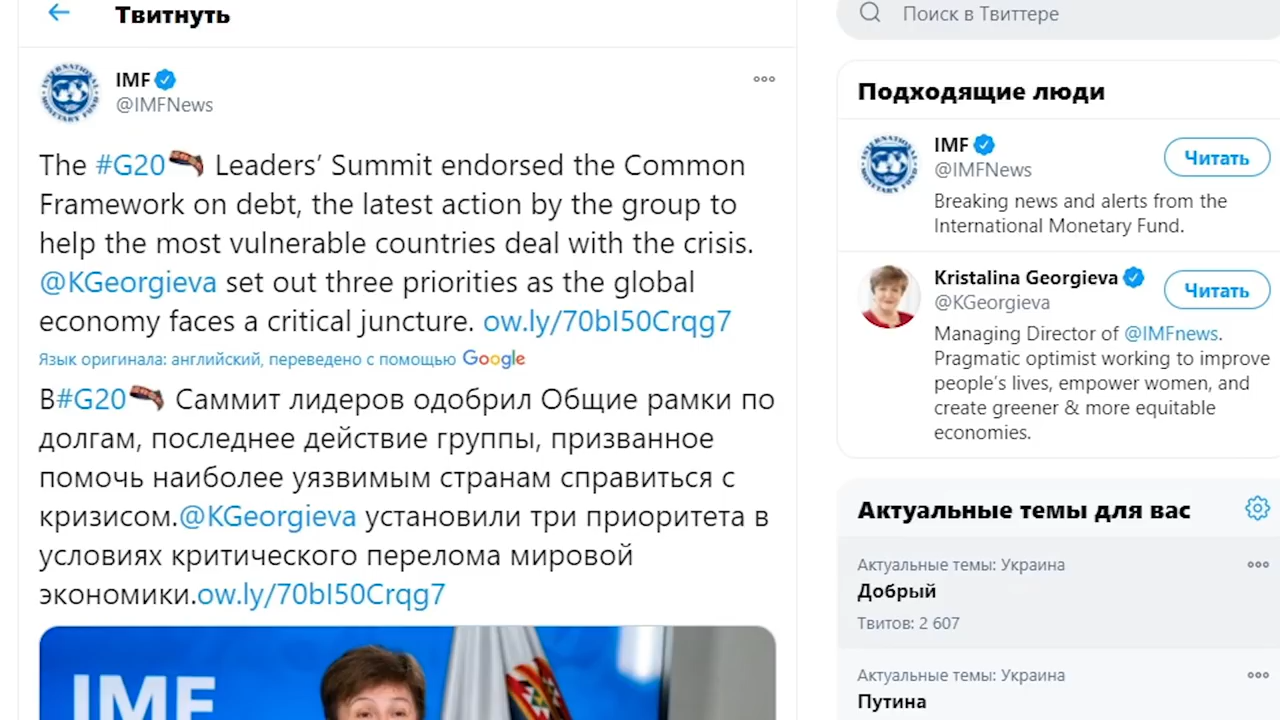 Твитнуть
IMF
@IMFNews
The #G20 Leaders’ Summit endorsed the Common
Framework on debt, the latest action by the group to
help the most vulnerable countries deal with the crisis.
@KGeorgieva set out three priorities as the global
economy faces a critical juncture. ow.ly/70bI50Crqg7
Язык оригинала: английский, переведено с помощью Google
В#G20 Саммит лидеров одобрил Общие рамки по
долгам, последнее действие группы, призванное
помочь наиболее уязвимым странам справиться с
кризисом.@KGeorgieva установили три приоритета в
условиях критического перелома мировой
экономики.ow.ly/70bI50Crqg7
IMF
Поиск в Твиттере
Подходящие люди
IMF
@IMFNews
Читать
Breaking news and alerts from the
International Monetary Fund.
Kristalina Georgieva
@KGeorgieva
Читать
Managing Director of @IMFnews.
Pragmatic optimist working to improve
people’s lives, empower women, and
create greener & more equitable
economies.
Актуальные темы для вас
Актуальные темы: Украина
Добрый
Твитов: 2 607
Актуальные темы: Украина
Путина